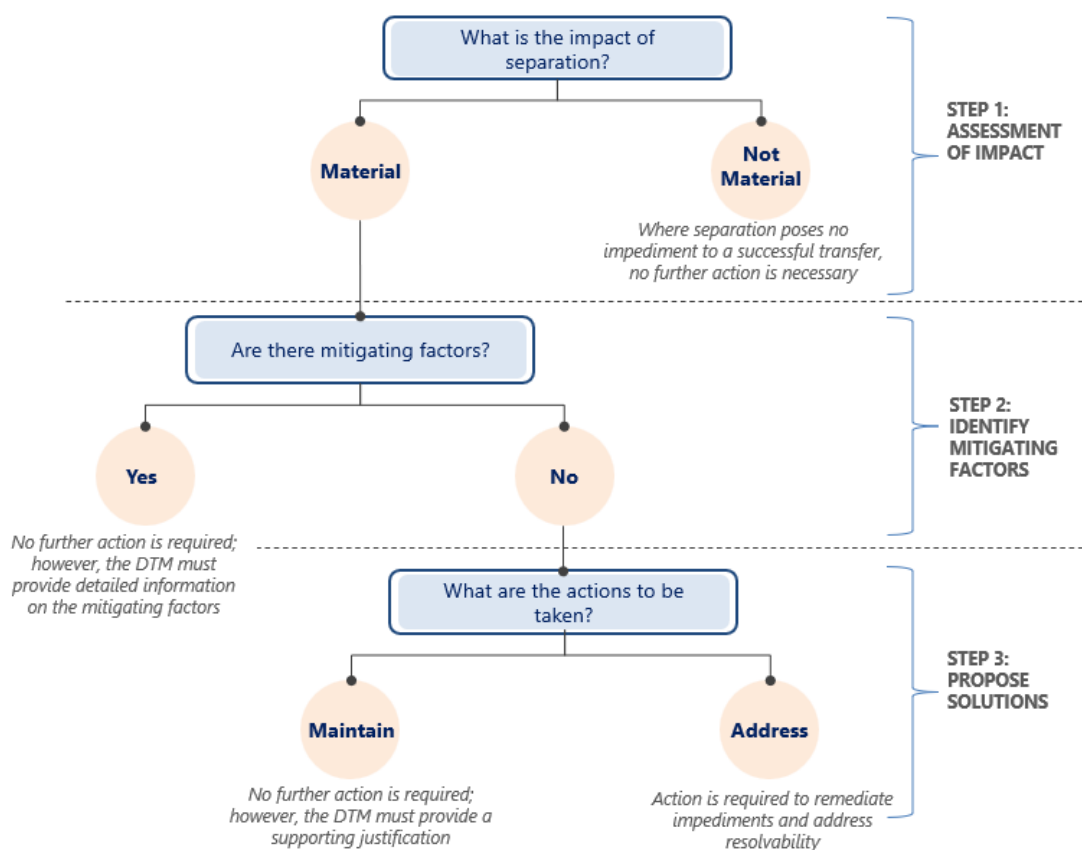 What is the impact of
separation?
Material
Not
Material
Where separation poses no
impediment to a successful transfer,
no further action is necessary
STEP 1:
ASSESSMENT
OF IMPACT
Are there mitigating factors?
Yes
No
No further action is required;
however, the DTM must
provide detailed information
on the mitigating factors
STEP 2:
IDENTIFY
MITIGATING
FACTORS
What are the actions to be
taken?
Maintain
Address
No further action is required;
however, the DTM must provide a
supporting justification
Action is required to remediate
impediments and address
resolvability
STEP 3:
PROPOSE
SOLUTIONS